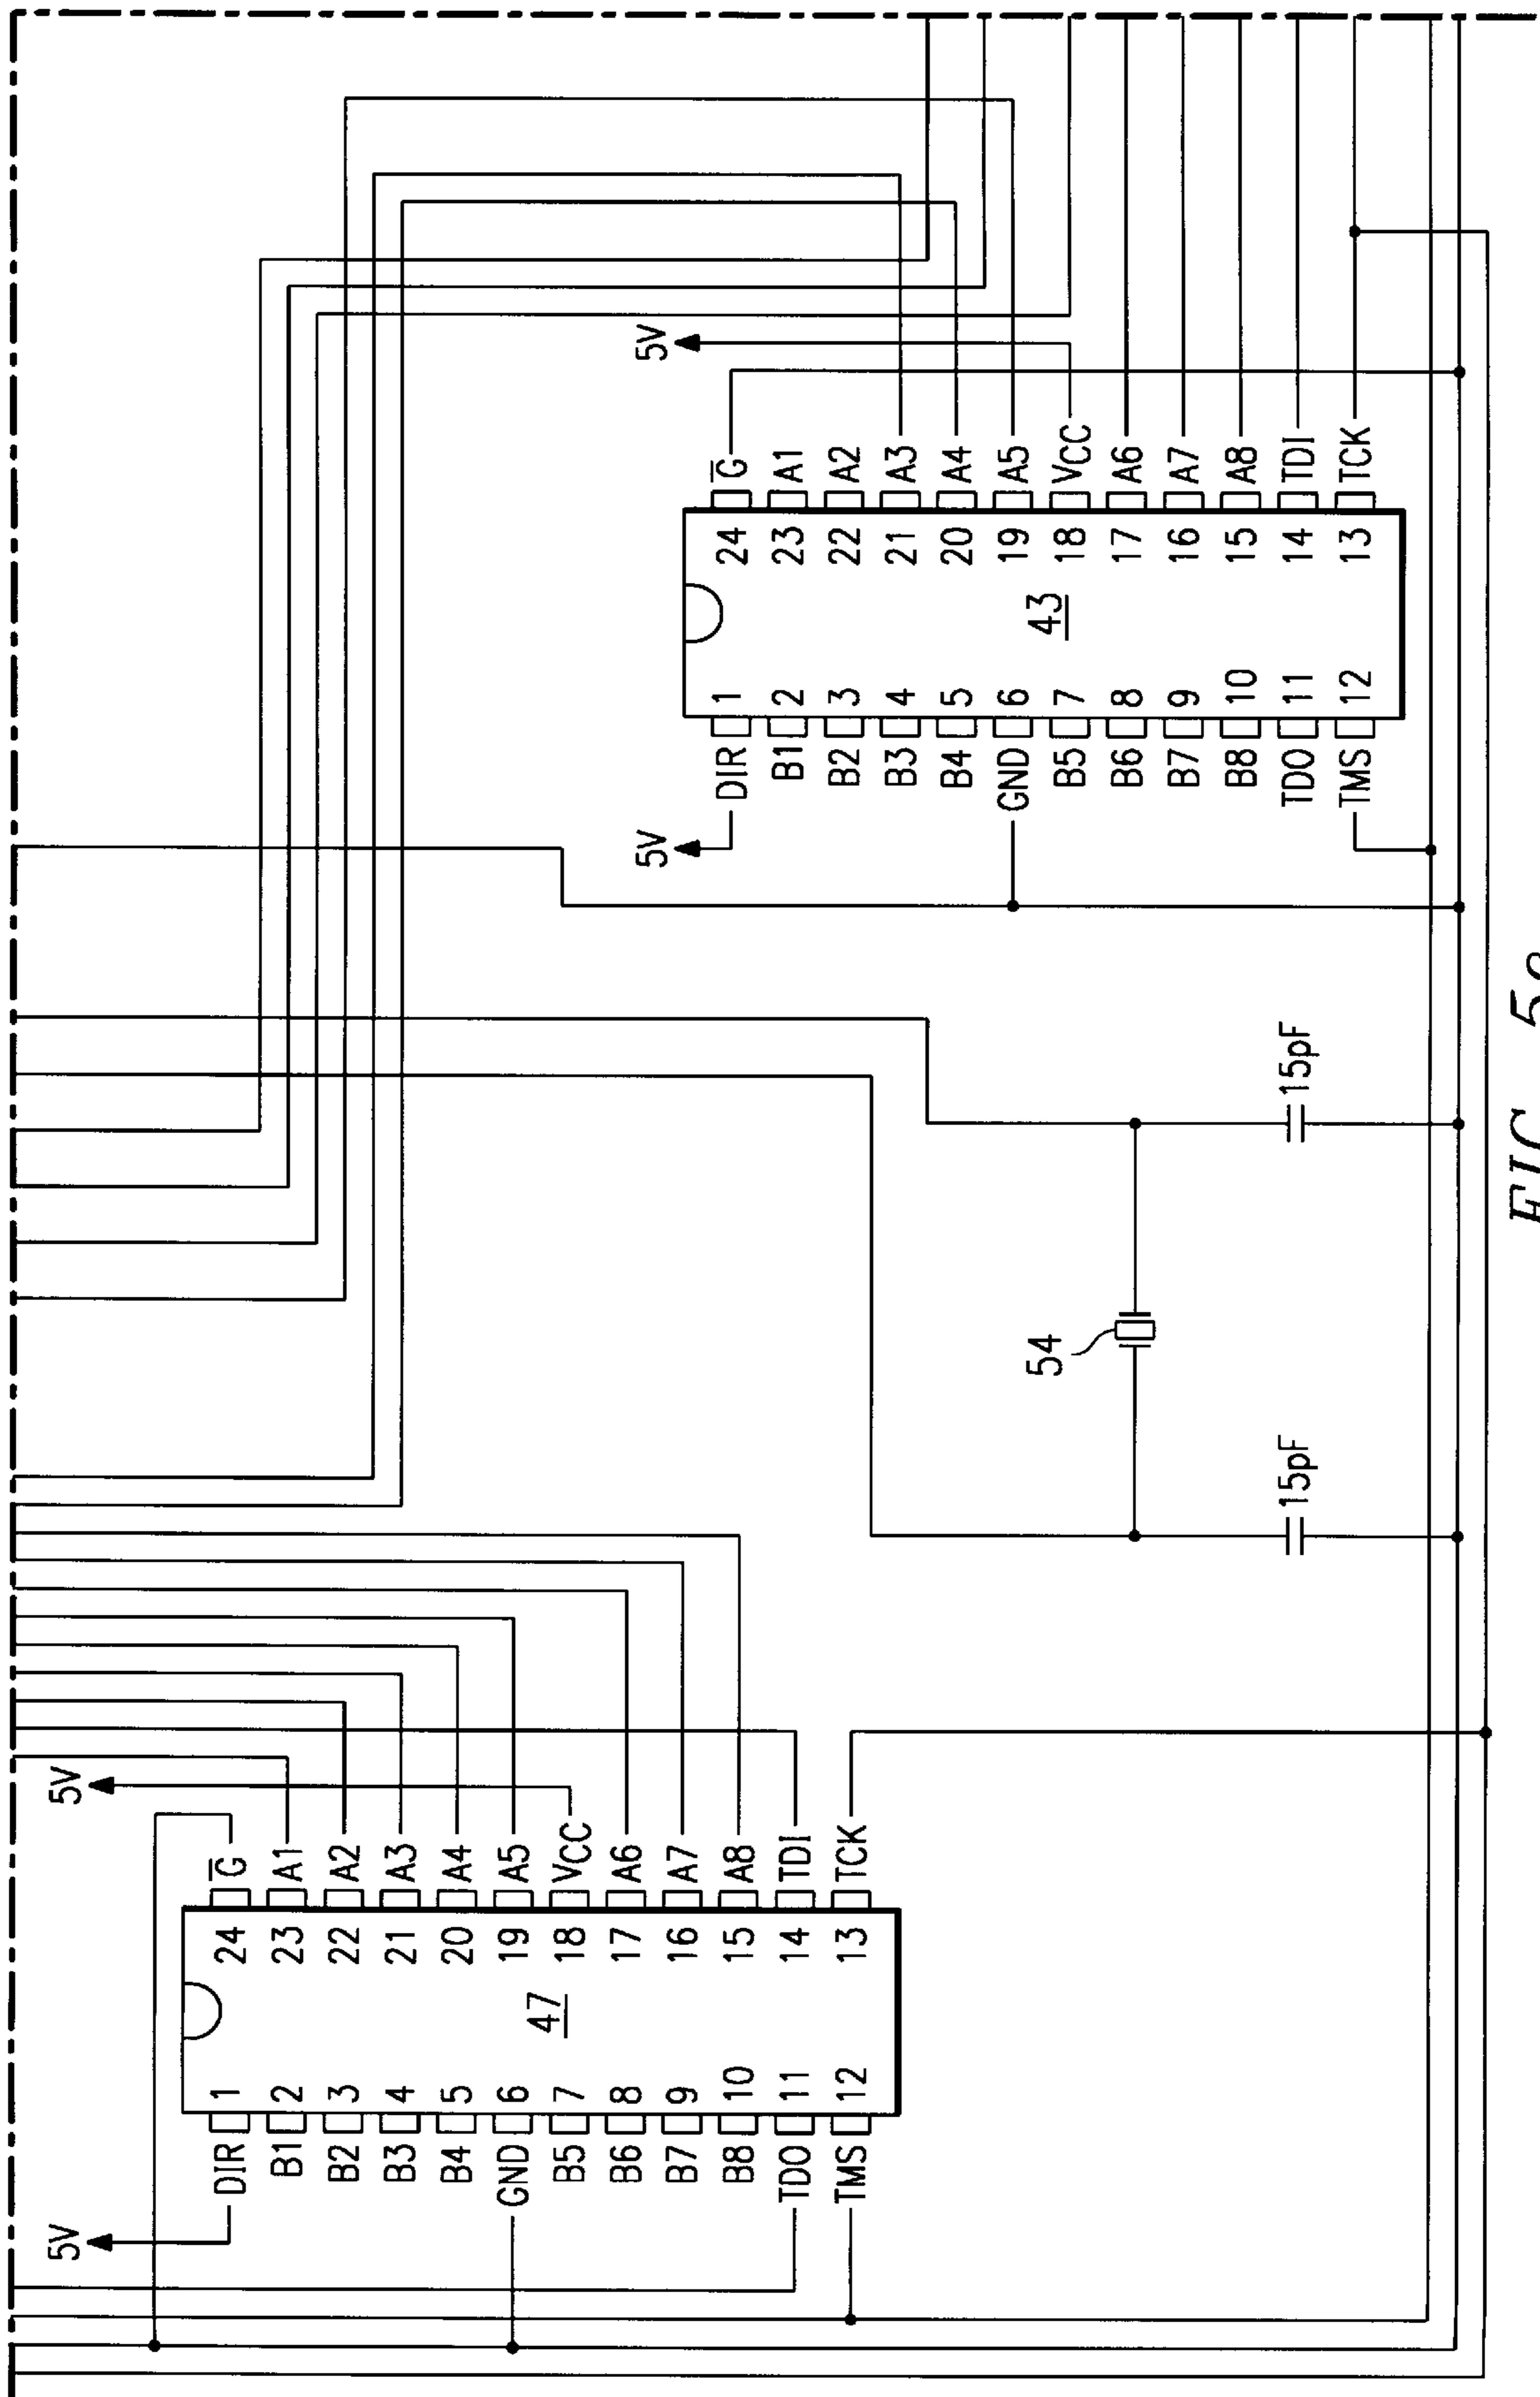 5V
DIR 1 24 G̅
B1 2 23 A1
B2 3 22 A2
B3 4 21 A3
B4 5 20 A4
GND 6 19 A5
B5 7 18 VCC
B6 8 17 A6
B7 9 16 A7
B8 10 15 A8
TDO 11 14 TDI
TMS 12 13 TCK
47
5V
54
15pF
15pF
5V
DIR 1 24 G̅
B1 2 23 A1
B2 3 22 A2
B3 4 21 A3
B4 5 20 A4
GND 6 19 A5
B5 7 18 VCC
B6 8 17 A6
B7 9 16 A7
B8 10 15 A8
TDO 11 14 TDI
TMS 12 13 TCK
43
5V
FIG.